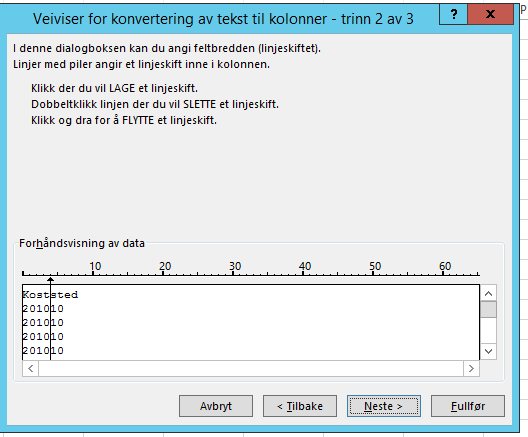 Veiviser for konvertering av tekst til kolonner - trinn 2 av 3
?
x
P
I denne dialogboksen kan du angi feltbredden (linjeskiftet).
Linjer med piler angir et linjeskift inne i kolonnen.
Klikk der du vil LAGE et linjeskift.
Dobbeltklikk linjen der du vil SLETTE et linjeskift.
Klikk og dra for å FLYTTE et linjeskift.
Forhåndsvisning av data
10 20 30 40 50 60
Koststed
201010
201010
201010
201010
Avbryt
< Tilbake
Neste >
Fullfør